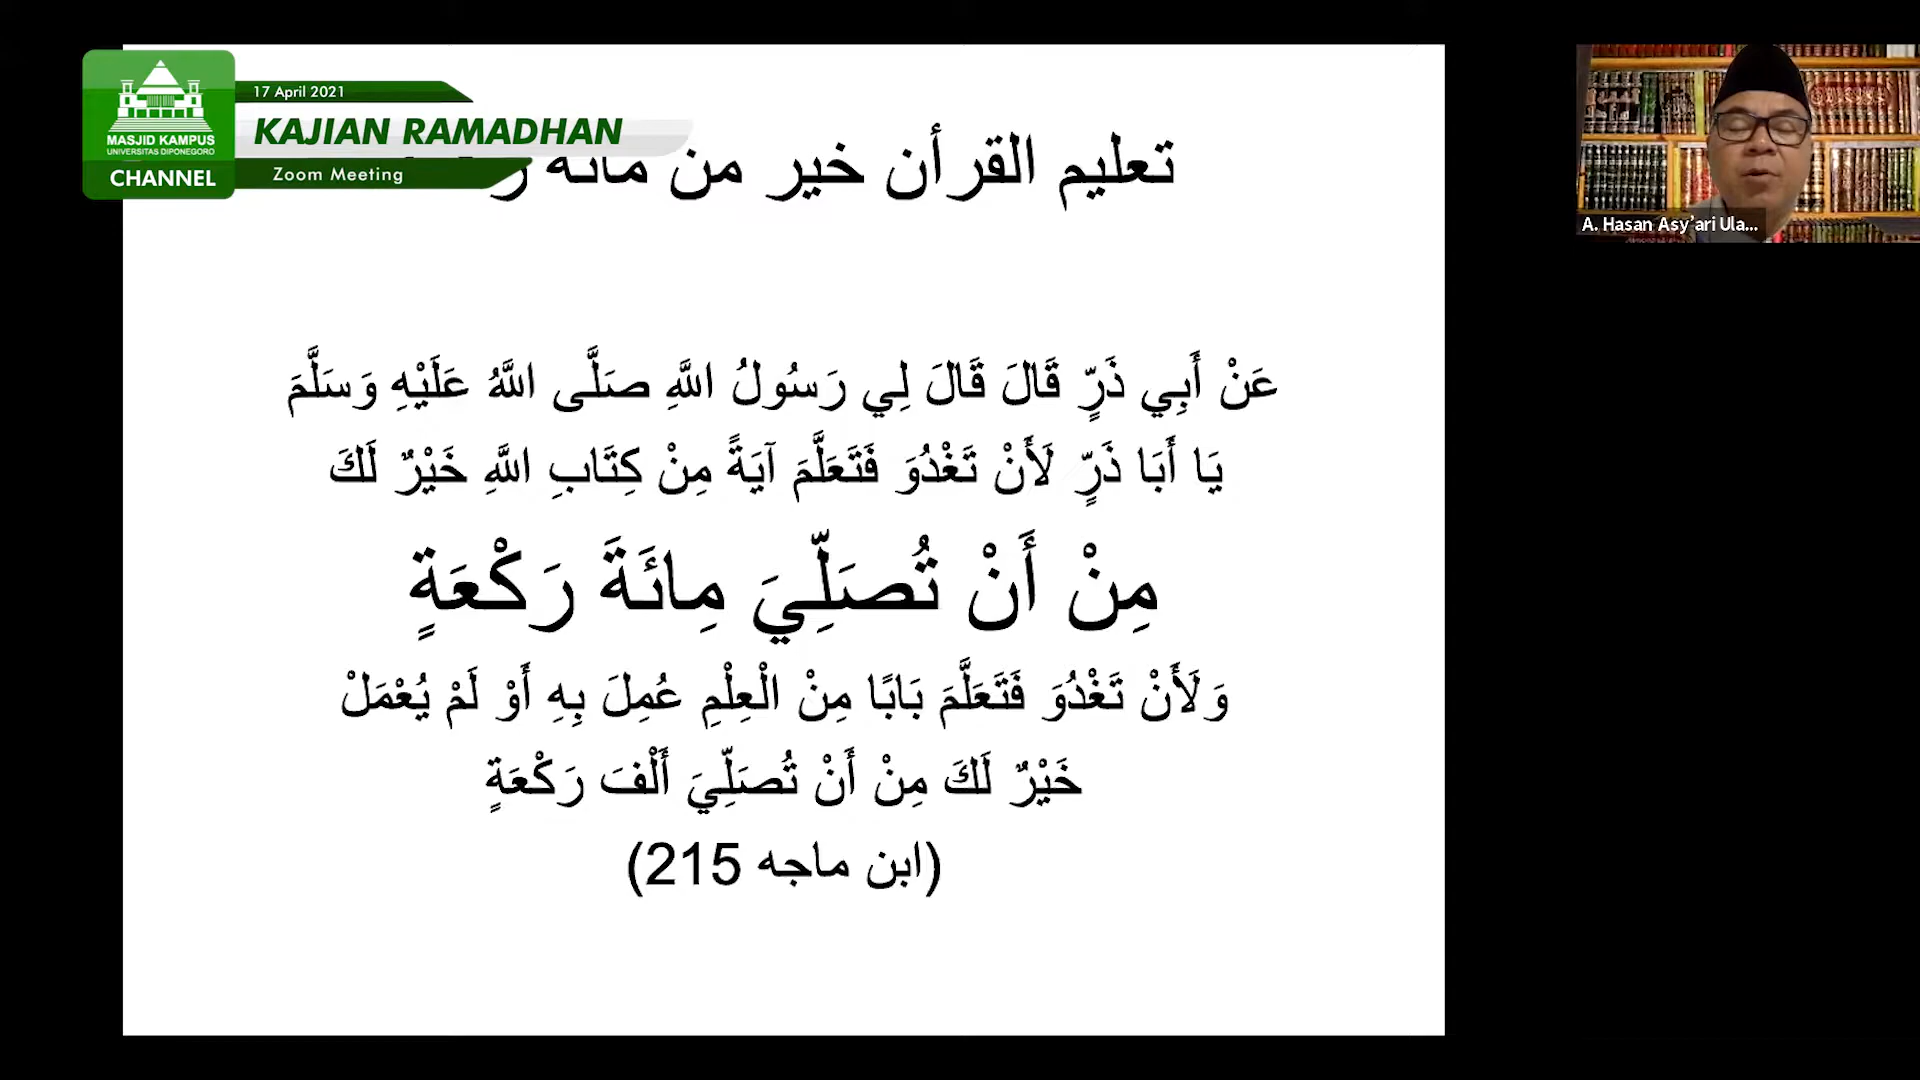 17 April 2021
KAJIAN RAMADHAN
Zoom Meeting
MASJID KAMPUS
UNIVERSITAS DIPONEGORO
CHANNEL
تعليم القرأن خير من مائة
عَنْ أَبِي ذَرٍّ قَالَ قَالَ لِي رَسُولُ اللَّهِ صَلَّى اللَّهُ عَلَيْهِ وَسَلَّمَ
يَا أَبَا ذَرٍّ لَأَنْ تَغْدُوَ فَتَعَلَّمَ آيَةً مِنْ كِتَابِ اللَّهِ خَيْرٌ لَكَ
مِنْ أَنْ تُصَلِّيَ مِائَةَ رَكْعَةٍ
وَلَأَنْ تَغْدُوَ فَتَعَلَّمَ بَابًا مِنْ الْعِلْمِ عُمِلَ بِهِ أَوْ لَمْ يُعْمَلْ
خَيْرٌ لَكَ مِنْ أَنْ تُصَلِّيَ أَلْفَ رَكْعَةٍ
(ابن ماجه 215)
A. Hasan Asy'ari Ula...